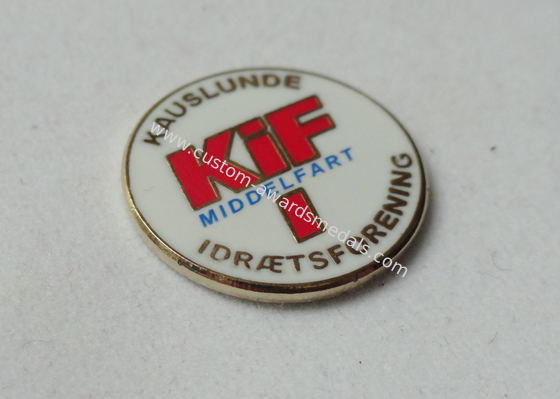 KAUSLUNDE
KiF
MIDDELFART
IDRÆTSFORENING
www.custom-awardsmedals.com